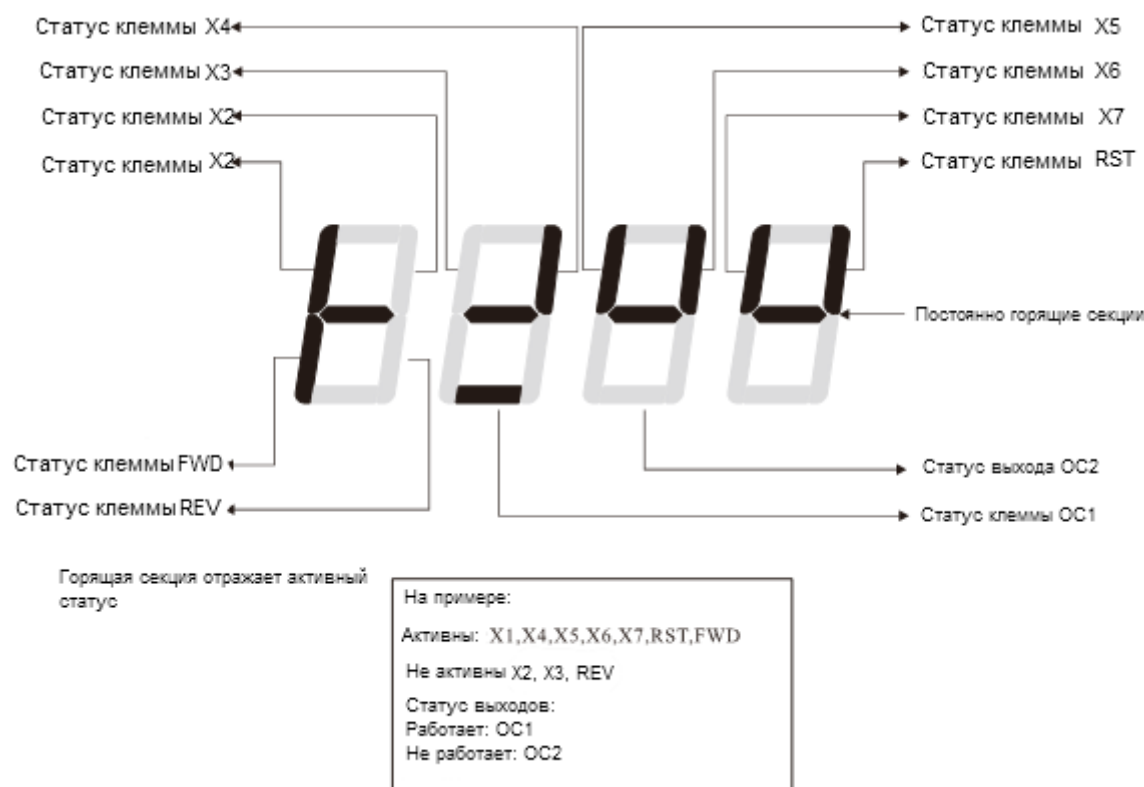 Статус клеммы X4
Статус клеммы X3
Статус клеммы X2
Статус клеммы X2
Статус клеммы X5
Статус клеммы X6
Статус клеммы X7
Статус клеммы RST
Постоянно горящие секции
Статус клеммы FWD
Статус клеммы REV
Статус выхода OC2
Статус клеммы OC1
Горящая секция отражает активный
статус
На примере:
Активны: X1,X4,X5,X6,X7,RST,FWD
Не активны X2, X3, REV
Статус выходов:
Работает: OC1
Не работает: OC2